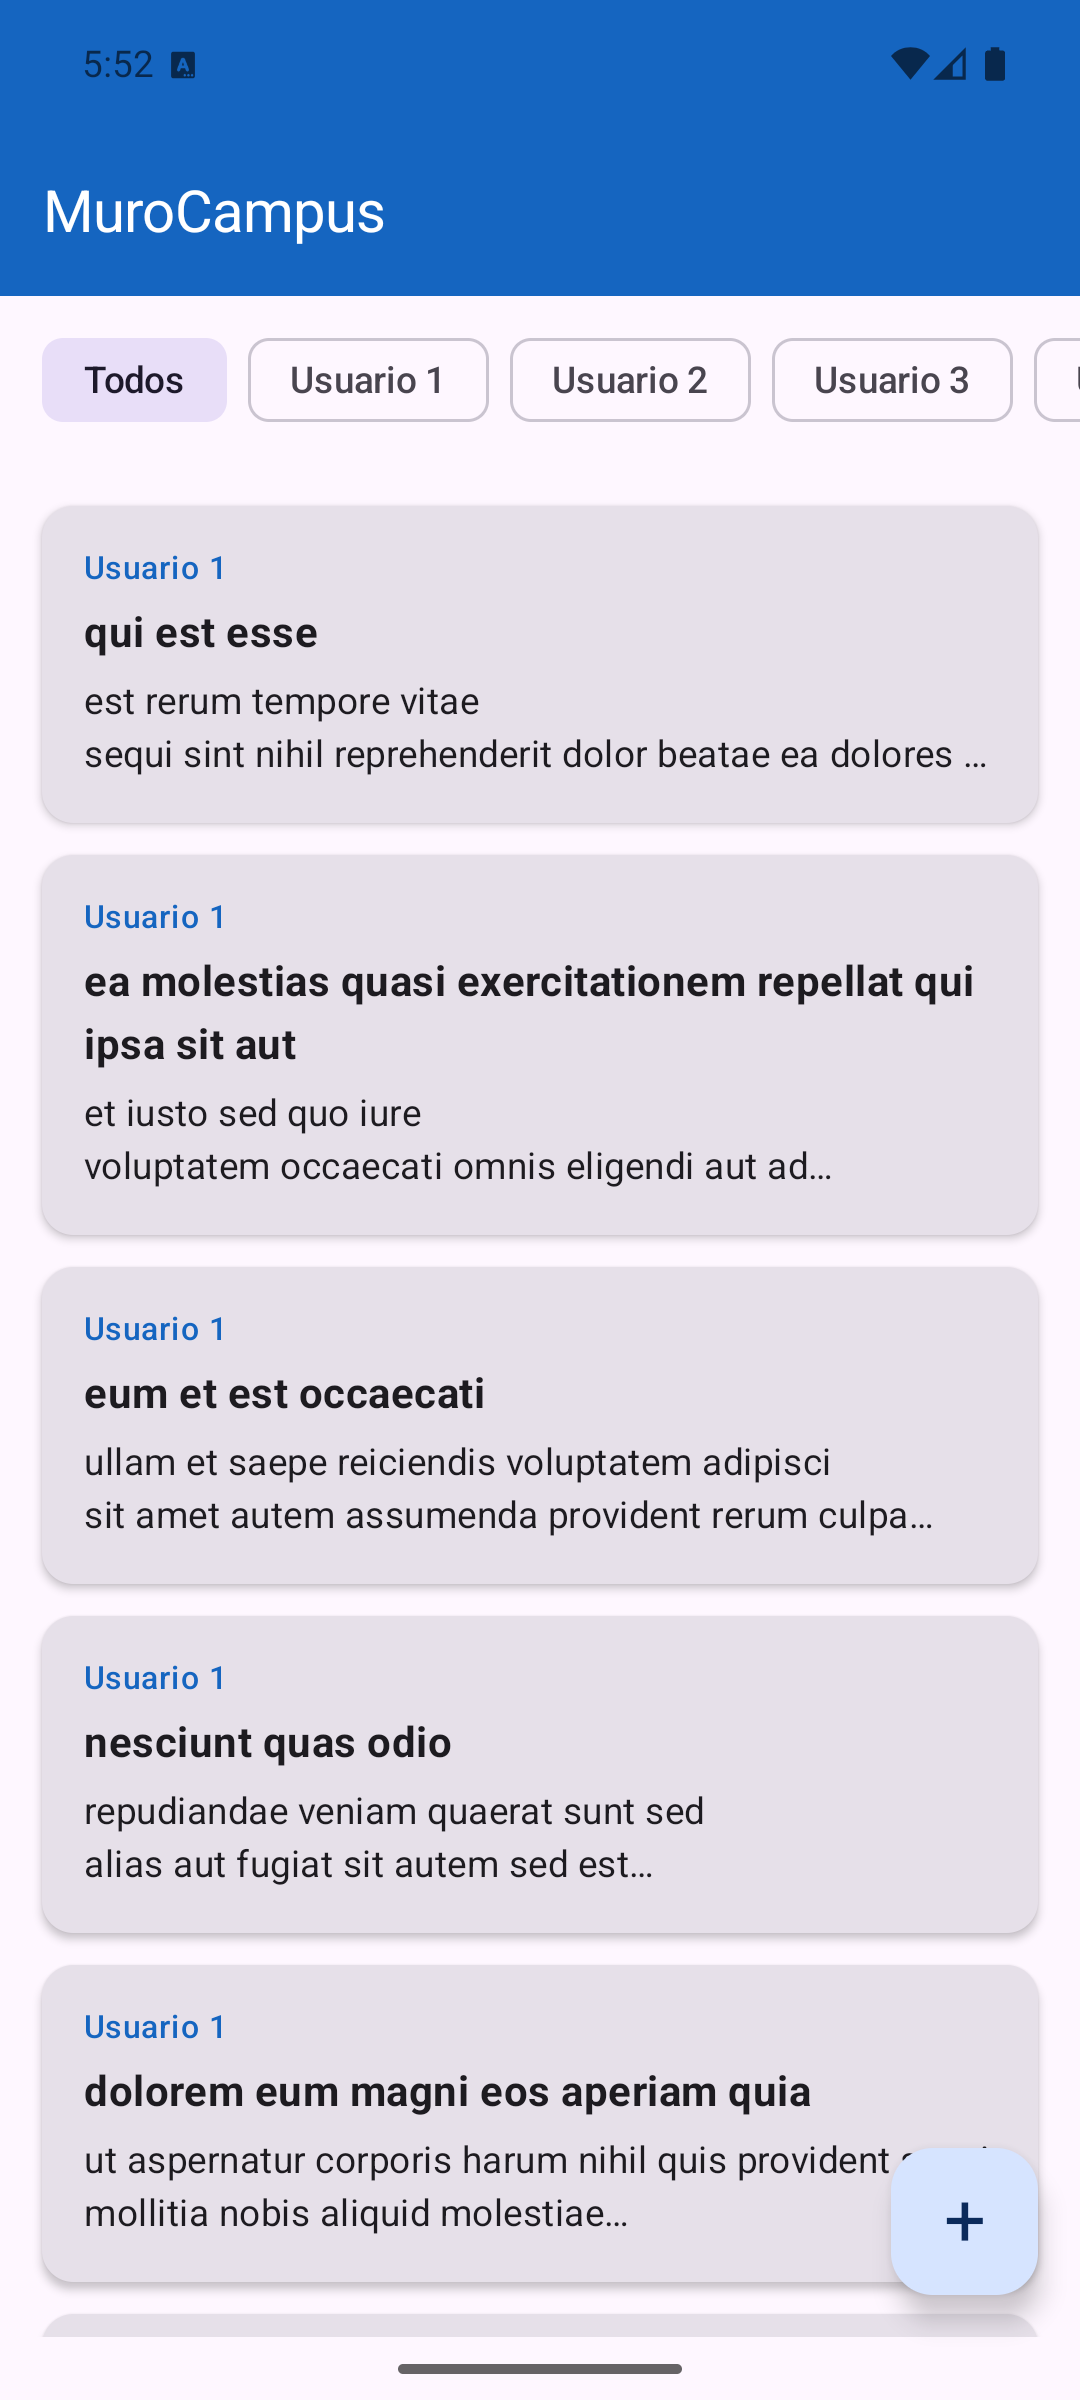 5:52
MuroCampus
Todos
Usuario 1
Usuario 2
Usuario 3
Usuario 1
qui est esse
est rerum tempore vitae
sequi sint nihil reprehenderit dolor beatae ea dolores …
Usuario 1
ea molestias quasi exercitationem repellat qui
ipsa sit aut
et iusto sed quo iure
voluptatem occaecati omnis eligendi aut ad…
Usuario 1
eum et est occaecati
ullam et saepe reiciendis voluptatem adipisci
sit amet autem assumenda provident rerum culpa…
Usuario 1
nesciunt quas odio
repudiandae veniam quaerat sunt sed
alias aut fugiat sit autem sed est…
Usuario 1
dolorem eum magni eos aperiam quia
ut aspernatur corporis harum nihil quis provident
mollitia nobis aliquid molestiae…
+